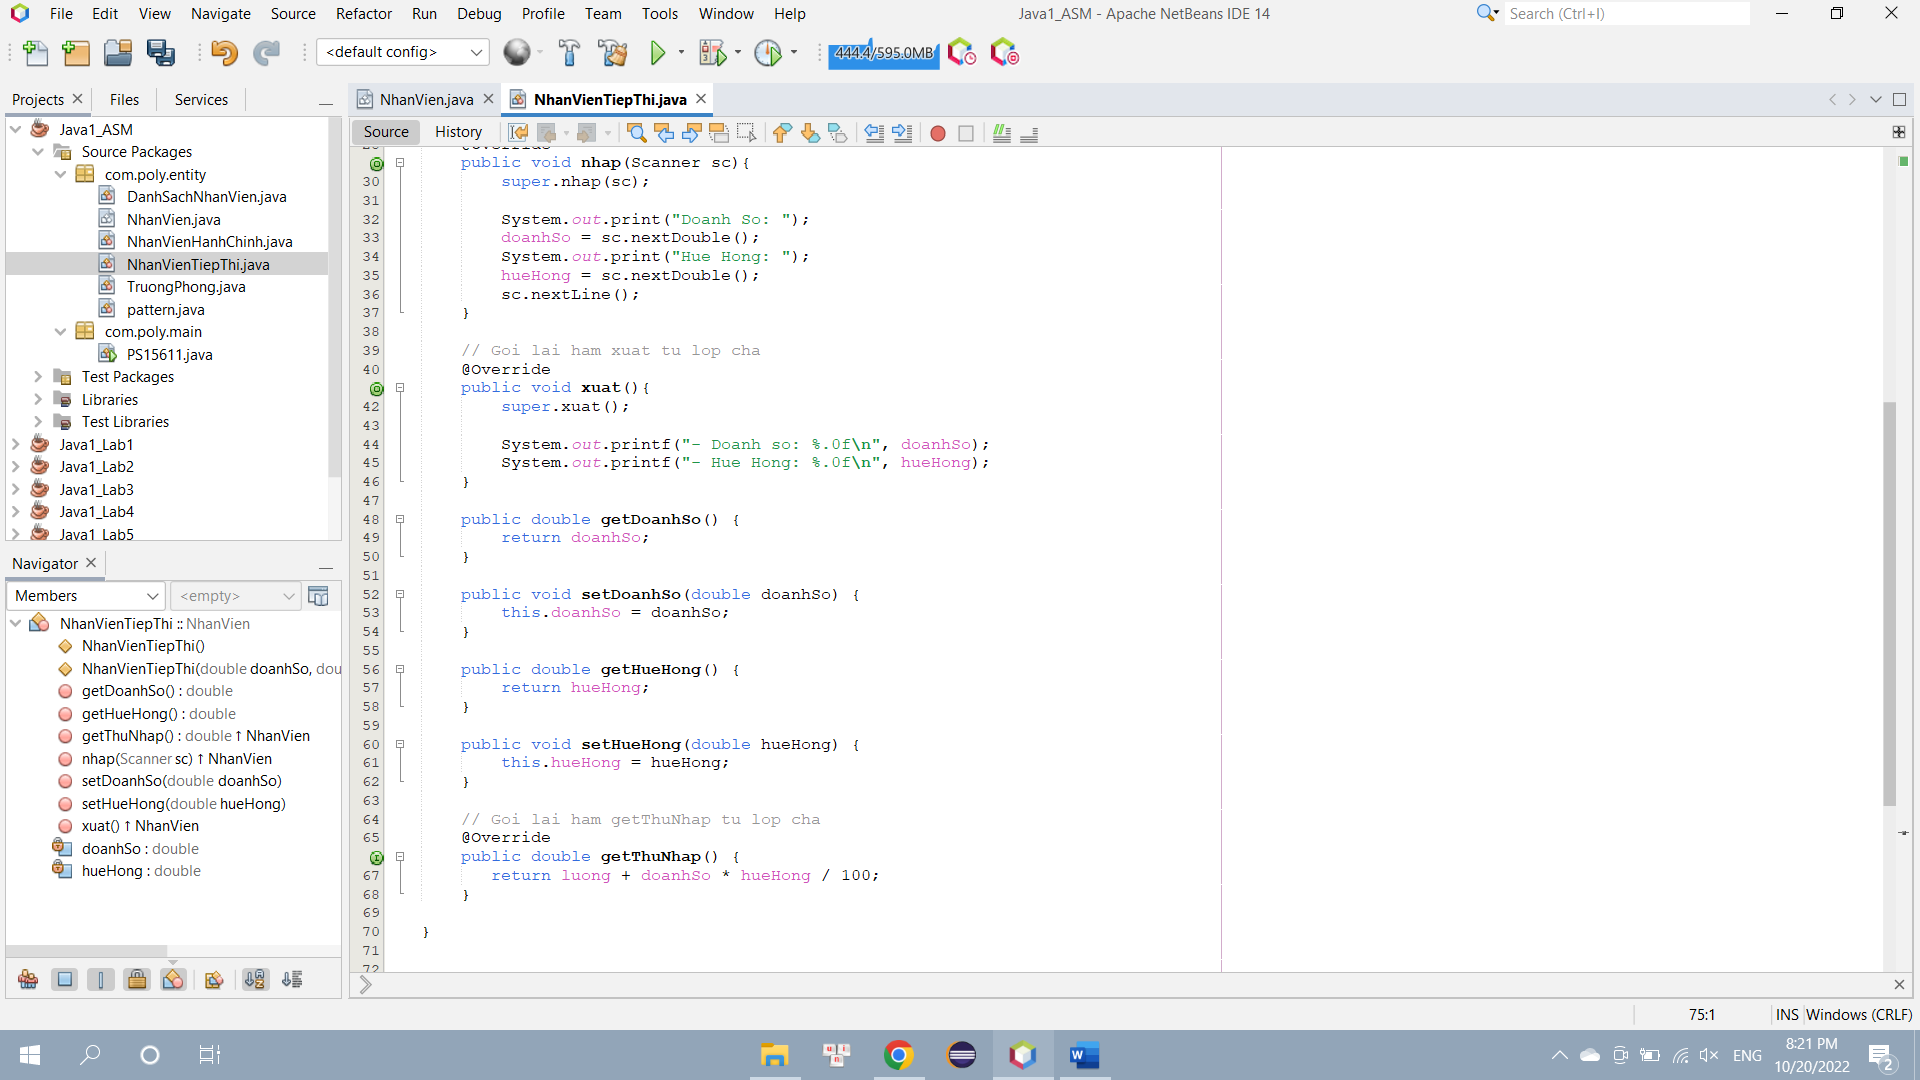 File Edit View Navigate Source Refactor Run Debug Profile Team Tools Window Help Java1_ASM - Apache NetBeans IDE 14 Search (Ctrl+I)
<default config> 444.4/595.0MB
Projects Files Services
NhanVien.java NhanVienTiepThi.java
Source History
Java1_ASM
Source Packages
com.poly.entity
DanhSachNhanVien.java
NhanVien.java
NhanVienHanhChinh.java
NhanVienTiepThi.java
TruongPhong.java
pattern.java
com.poly.main
PS15611.java
Test Packages
Libraries
Test Libraries
Java1_Lab1
Java1_Lab2
Java1_Lab3
Java1_Lab4
Java1_Lab5
Navigator
Members <empty>
NhanVienTiepThi :: NhanVien
NhanVienTiepThi()
NhanVienTiepThi(double doanhSo, dou
getDoanhSo() : double
getHueHong() : double
getThuNhap() : double ↑ NhanVien
nhap(Scanner sc) ↑ NhanVien
setDoanhSo(double doanhSo)
setHueHong(double hueHong)
xuat() ↑ NhanVien
doanhSo : double
hueHong : double
@Override
public void nhap(Scanner sc){
30 super.nhap(sc);
31
32 System.out.print("Doanh So: ");
33 doanhSo = sc.nextDouble();
34 System.out.print("Hue Hong: ");
35 hueHong = sc.nextDouble();
36 sc.nextLine();
37 }
38
39 // Goi lai ham xuat tu lop cha
40 @Override
public void xuat(){
42 super.xuat();
43
44 System.out.printf("- Doanh so: %.0f\n", doanhSo);
45 System.out.printf("- Hue Hong: %.0f\n", hueHong);
46 }
47
48 public double getDoanhSo() {
49 return doanhSo;
50 }
51
52 public void setDoanhSo(double doanhSo) {
53 this.doanhSo = doanhSo;
54 }
55
56 public double getHueHong() {
57 return hueHong;
58 }
59
60 public void setHueHong(double hueHong) {
61 this.hueHong = hueHong;
62 }
63
64 // Goi lai ham getThuNhap tu lop cha
65 @Override
public double getThuNhap() {
67 return luong + doanhSo * hueHong / 100;
68 }
69
70 }
71
72
75:1 INS Windows (CRLF)
ENG 8:21 PM
10/20/2022 2